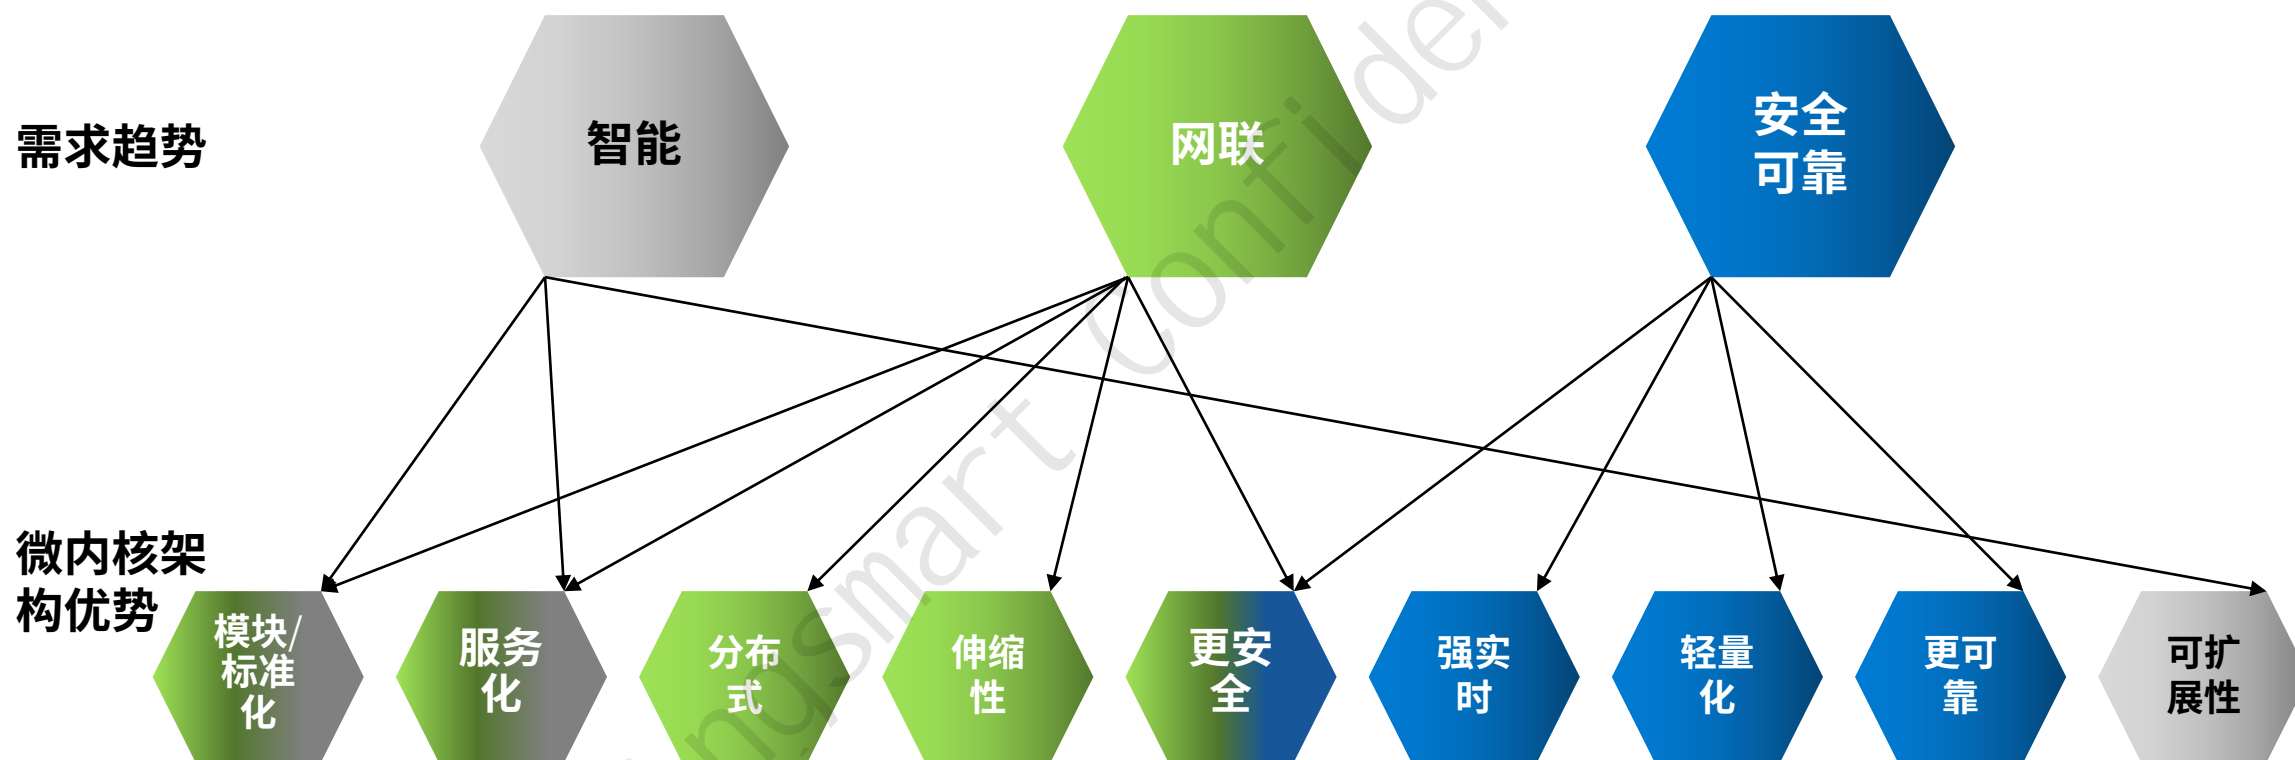 需求趋势
智能
网联
安全
可靠
微内核架
构优势
模块/
标准
化
服务
化
分布
式
伸缩
性
更安
全
强实
时
轻量
化
更可
靠
可扩
展性